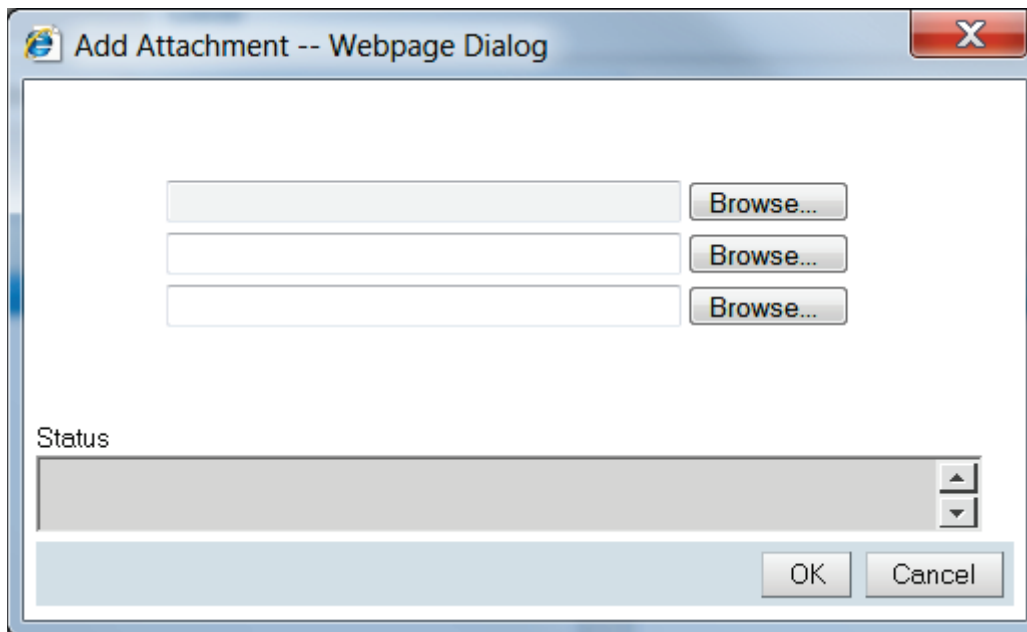 Add Attachment -- Webpage Dialog
X
Browse...
Browse...
Browse...
Status
OK
Cancel